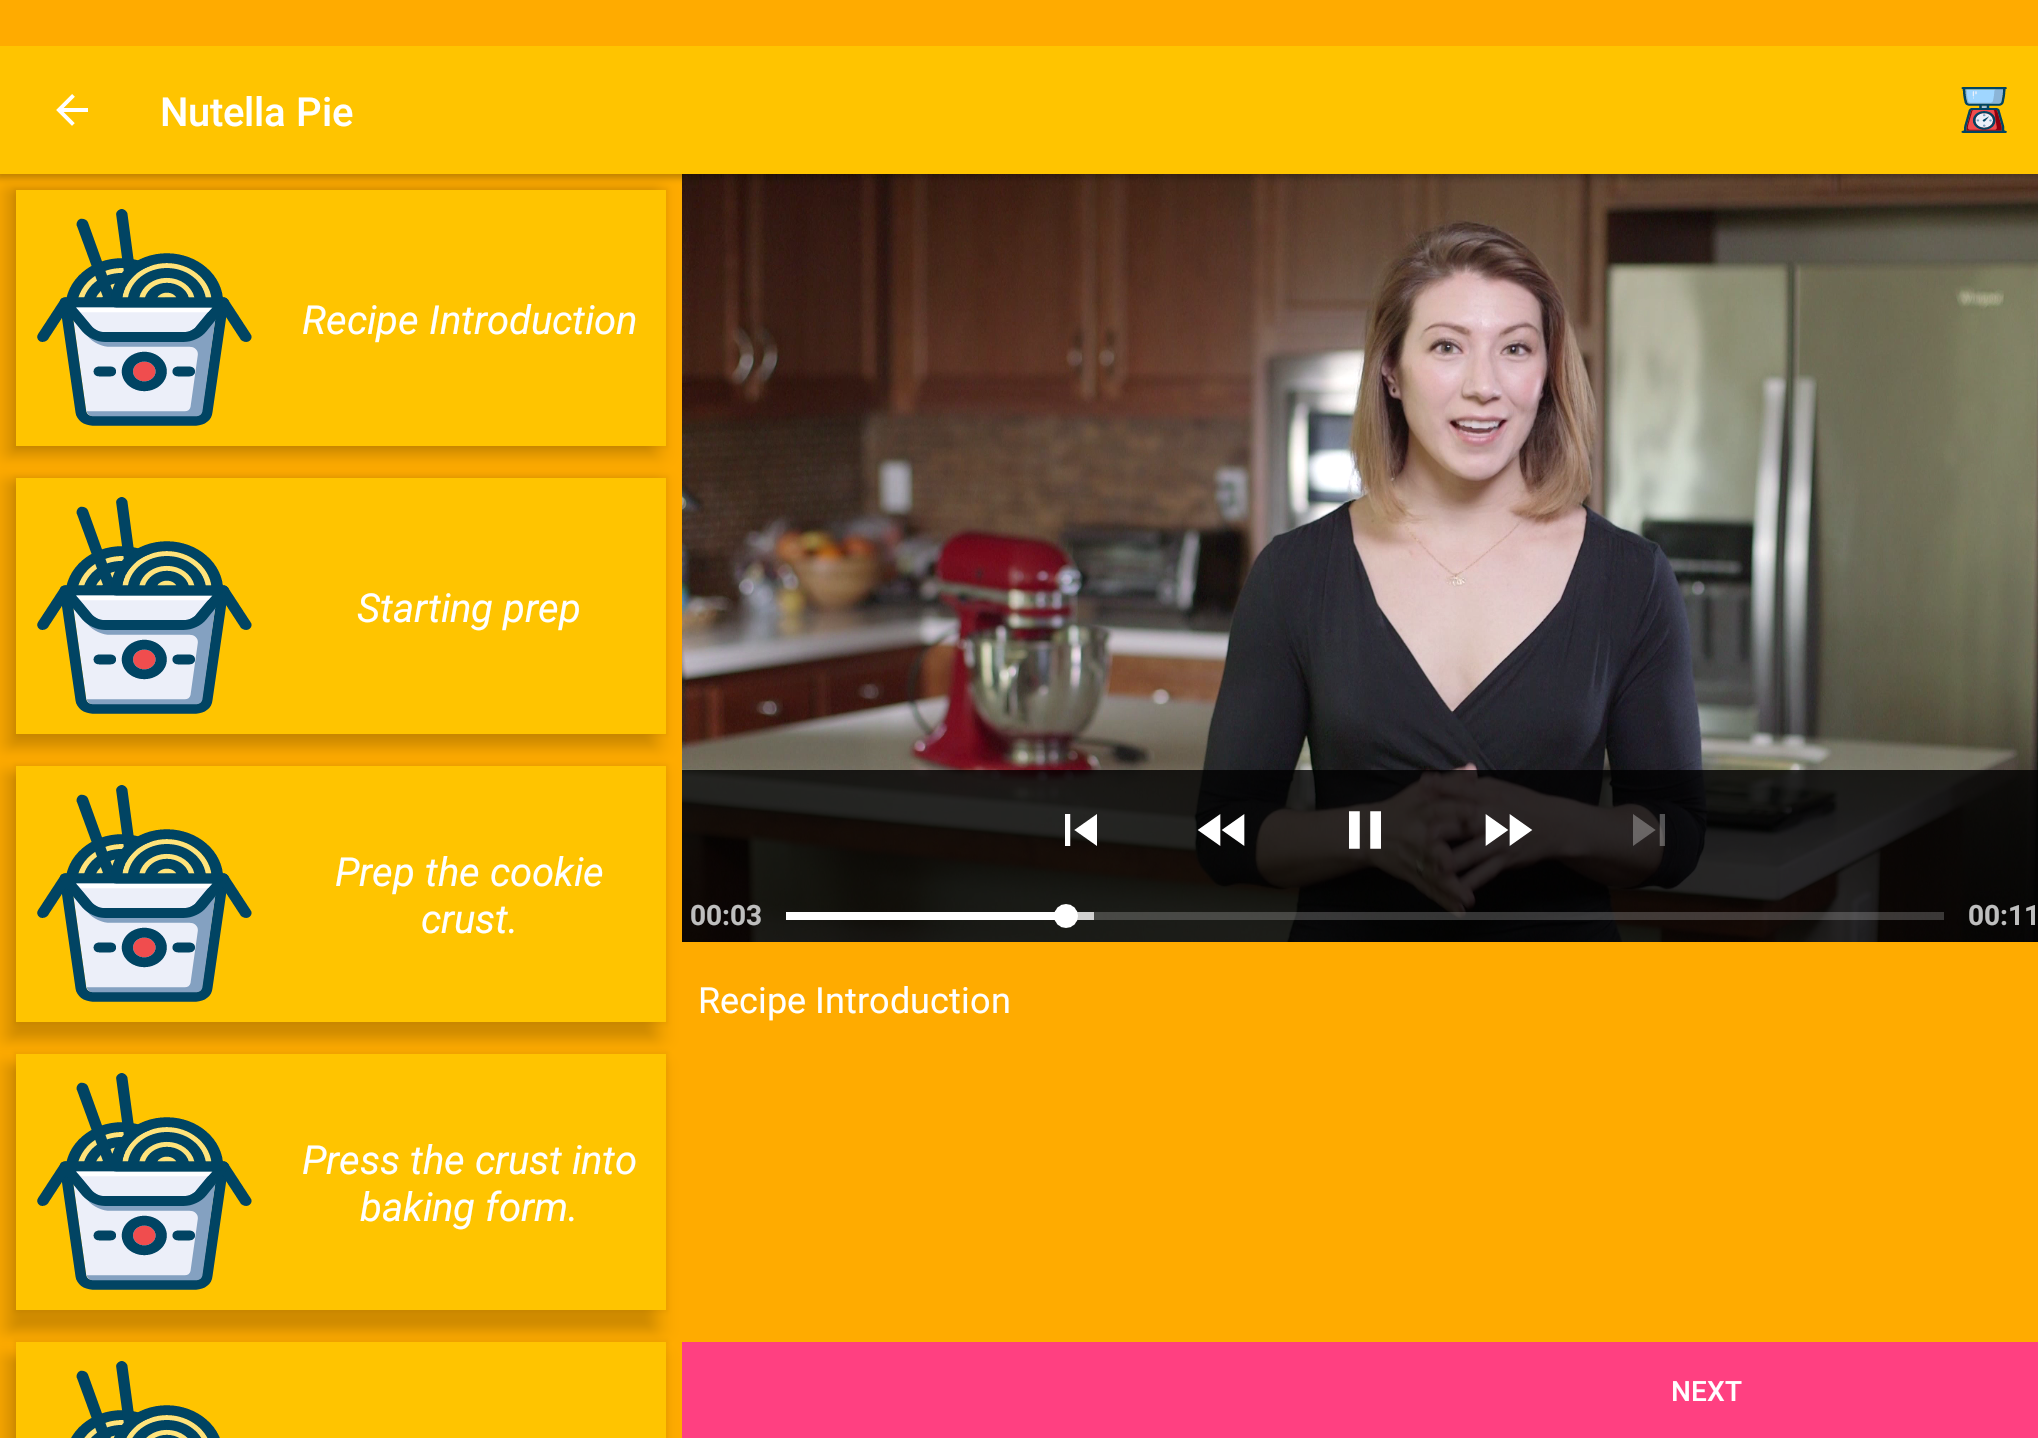 Nutella Pie
Recipe Introduction
Starting prep
Prep the cookie
crust.
Press the crust into
baking form.
00:03
00:11
Recipe Introduction
NEXT